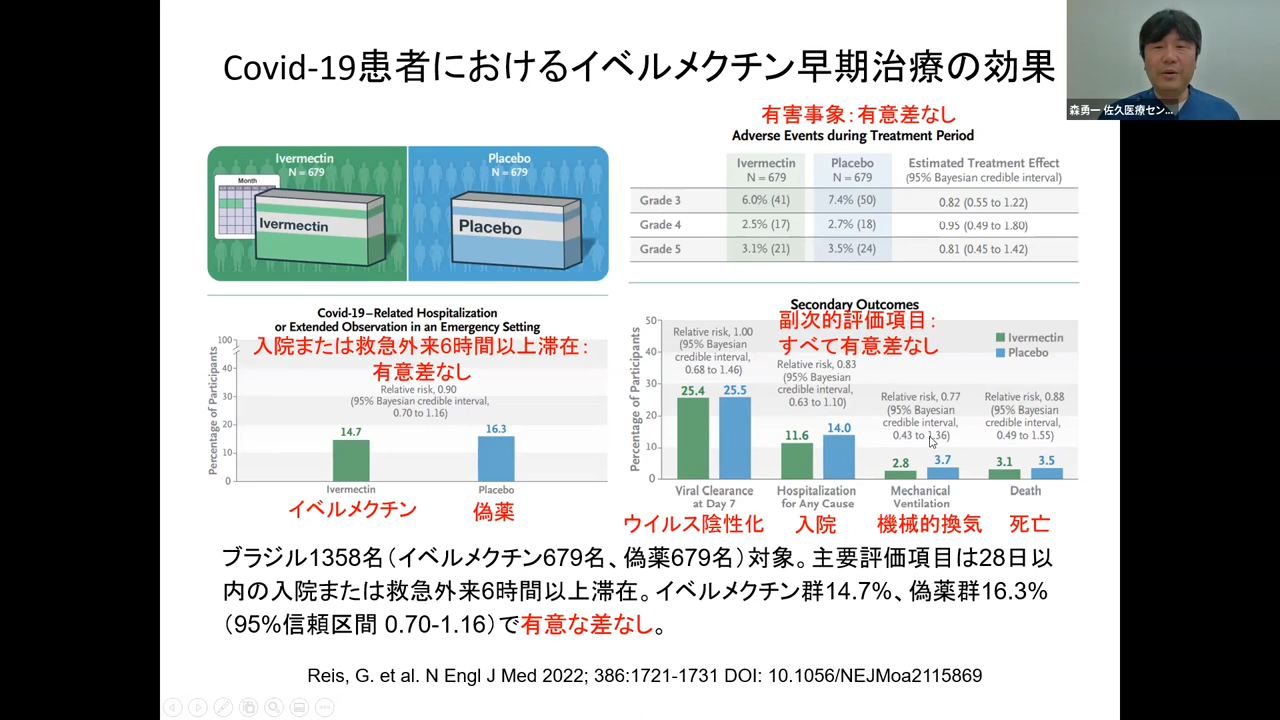 Covid-19患者におけるイベルメクチン早期治療の効果
森勇一 佐久医療セン...
有害事象：有意差なし
Adverse Events during Treatment Period
Ivermectin
N = 679
Placebo
N = 679
Month
Ivermectin
Placebo
Ivermectin
N = 679
Placebo
N = 679
Estimated Treatment Effect
(95% Bayesian credible interval)
Grade 3 6.0% (41) 7.4% (50) 0.82 (0.55 to 1.22)
Grade 4 2.5% (17) 2.7% (18) 0.95 (0.49 to 1.80)
Grade 5 3.1% (21) 3.5% (24) 0.81 (0.45 to 1.42)
Covid-19–Related Hospitalization
or Extended Observation in an Emergency Setting
入院または救急外来6時間以上滞在：
有意差なし
Relative risk, 0.90
(95% Bayesian credible interval,
0.70 to 1.16)
Percentage of Participants
100
40
30
20
10
0
14.7
16.3
Ivermectin
Placebo
イベルメクチン
偽薬
Secondary Outcomes
副次的評価項目：
すべて有意差なし
Ivermectin
Placebo
Percentage of Participants
50
40
30
20
10
0
Relative risk, 1.00
(95% Bayesian
credible interval,
0.68 to 1.46)
25.4 25.5
Relative risk, 0.83
(95% Bayesian
credible interval,
0.63 to 1.10)
11.6 14.0
Relative risk, 0.77
(95% Bayesian
credible interval,
0.43 to 1.36)
2.8 3.7
Relative risk, 0.88
(95% Bayesian
credible interval,
0.49 to 1.55)
3.1 3.5
Viral Clearance
at Day 7
Hospitalization
for Any Cause
Mechanical
Ventilation
Death
ウイルス陰性化
入院
機械的換気
死亡
ブラジル1358名（イベルメクチン679名、偽薬679名）対象。主要評価項目は28日以
内の入院または救急外来6時間以上滞在。イベルメクチン群14.7%、偽薬群16.3%
（95%信頼区間 0.70-1.16）で有意な差なし。
Reis, G. et al. N Engl J Med 2022; 386:1721-1731 DOI: 10.1056/NEJMoa2115869